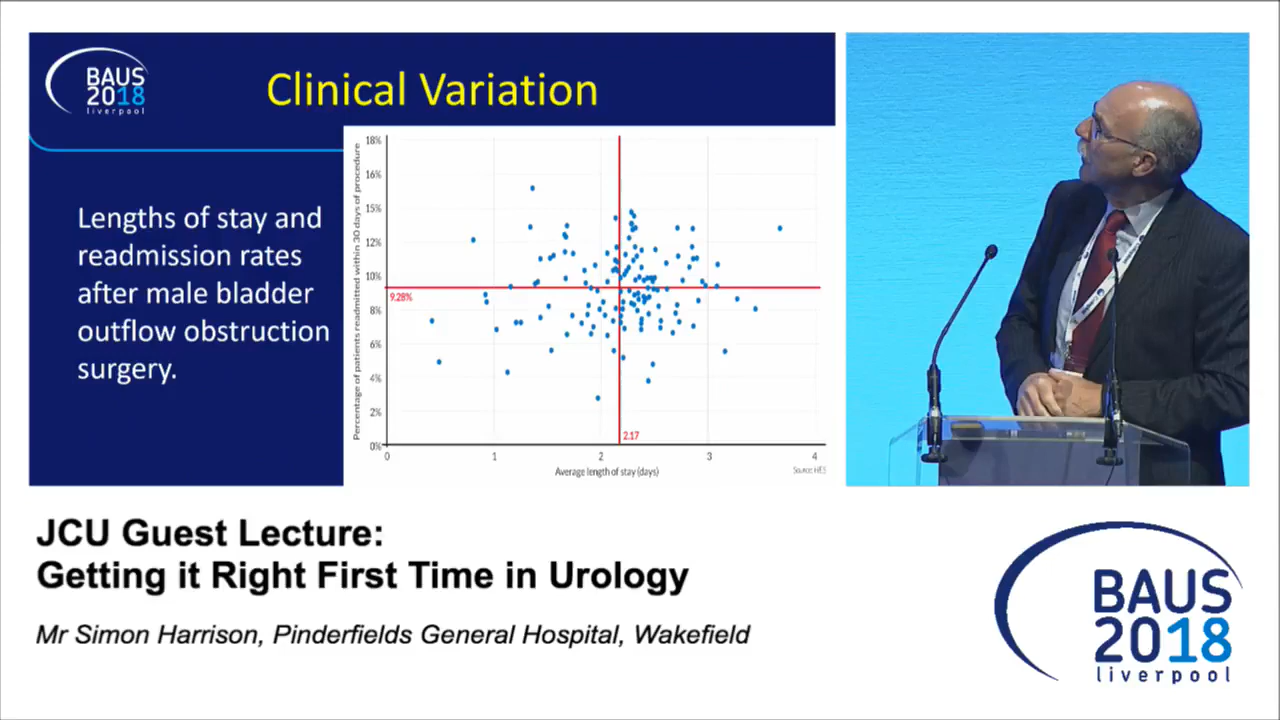 BAUS
2018
liverpool
Clinical Variation
Lengths of stay and
readmission rates
after male bladder
outflow obstruction
surgery.
Percentage of patients readmitted within 30 days of procedure
18%
16%
15%
12%
10%
8%
6%
4%
2%
0%
9.28%
2.17
0
1
2
3
4
Average length of stay (days)
Source: HES
JCU Guest Lecture:
Getting it Right First Time in Urology
Mr Simon Harrison, Pinderfields General Hospital, Wakefield
BAUS
2018
liverpool